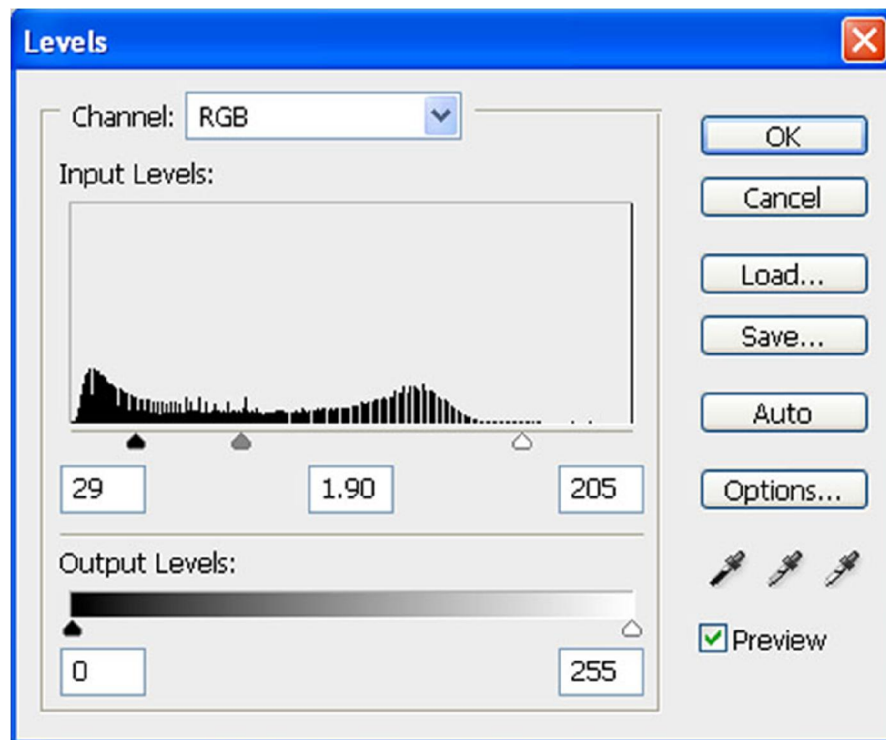 Levels
Channel: RGB
OK
Input Levels:
Cancel
Load...
Save...
Auto
29 1.90 205
Options...
Output Levels:
Preview
0 255